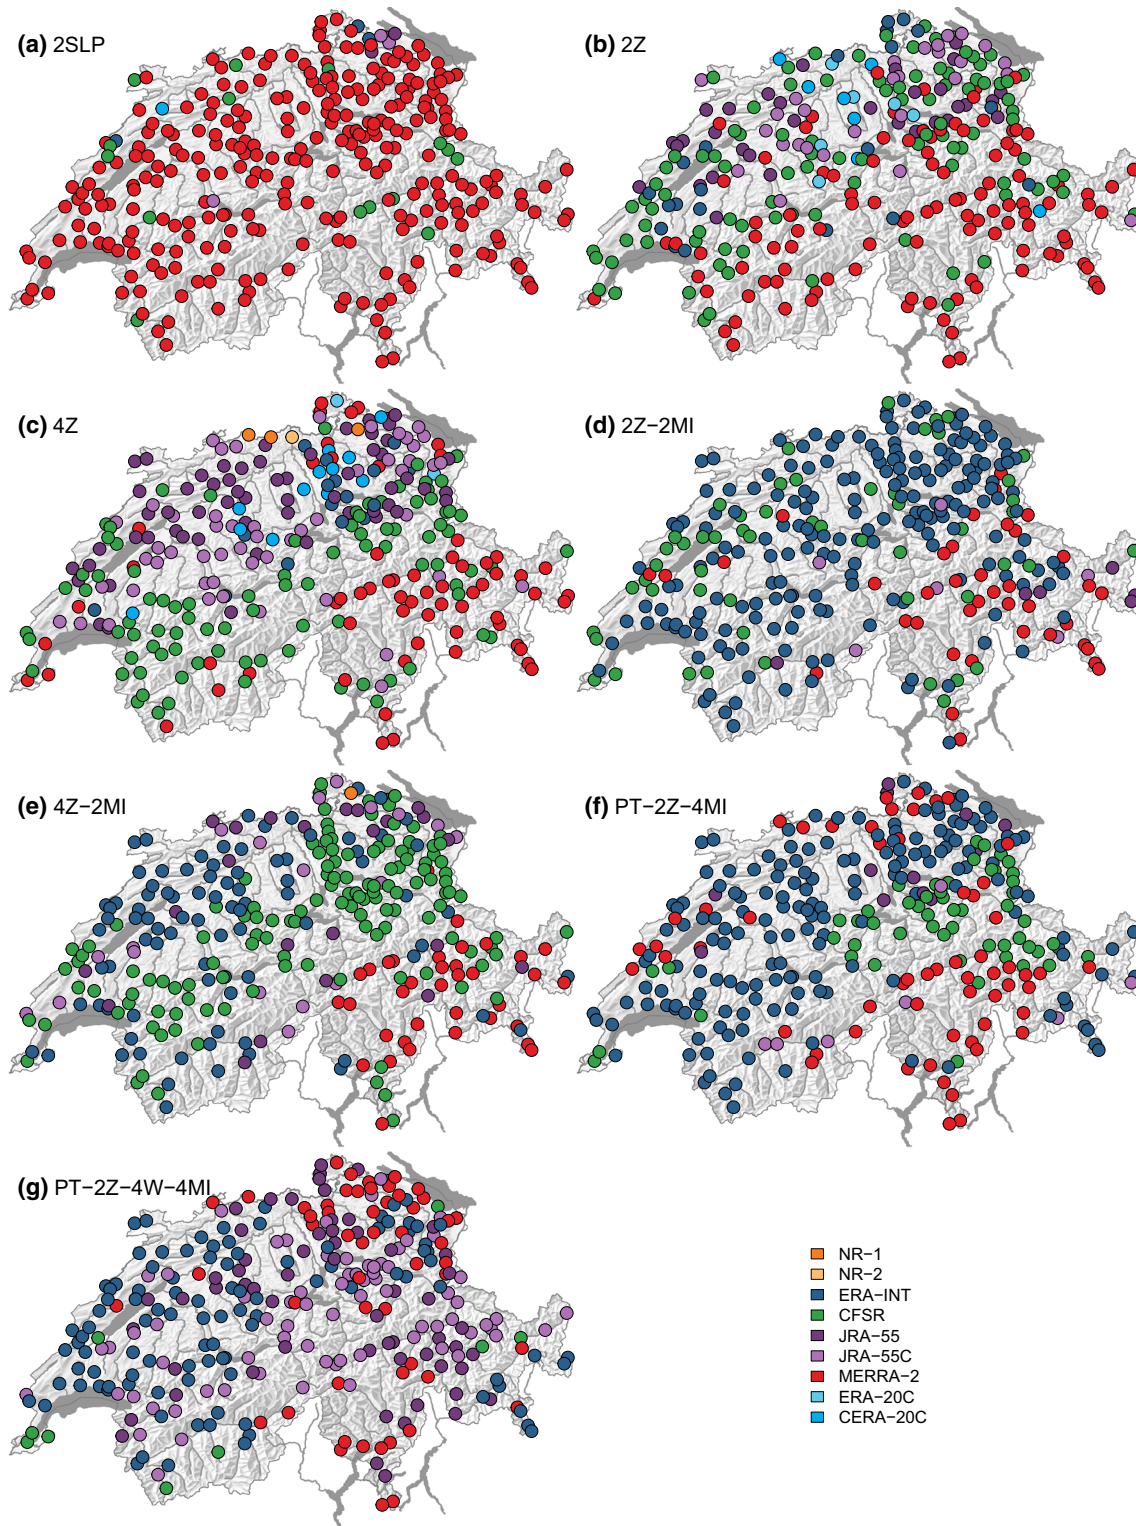 (a) 2SLP
(b) 2Z
(c) 4Z
(d) 2Z−2MI
(e) 4Z−2MI
(f) PT−2Z−4MI
(g) PT−2Z−4W−4MI
NR−1
NR−2
ERA−INT
CFSR
JRA−55
JRA−55C
MERRA−2
ERA−20C
CERA−20C